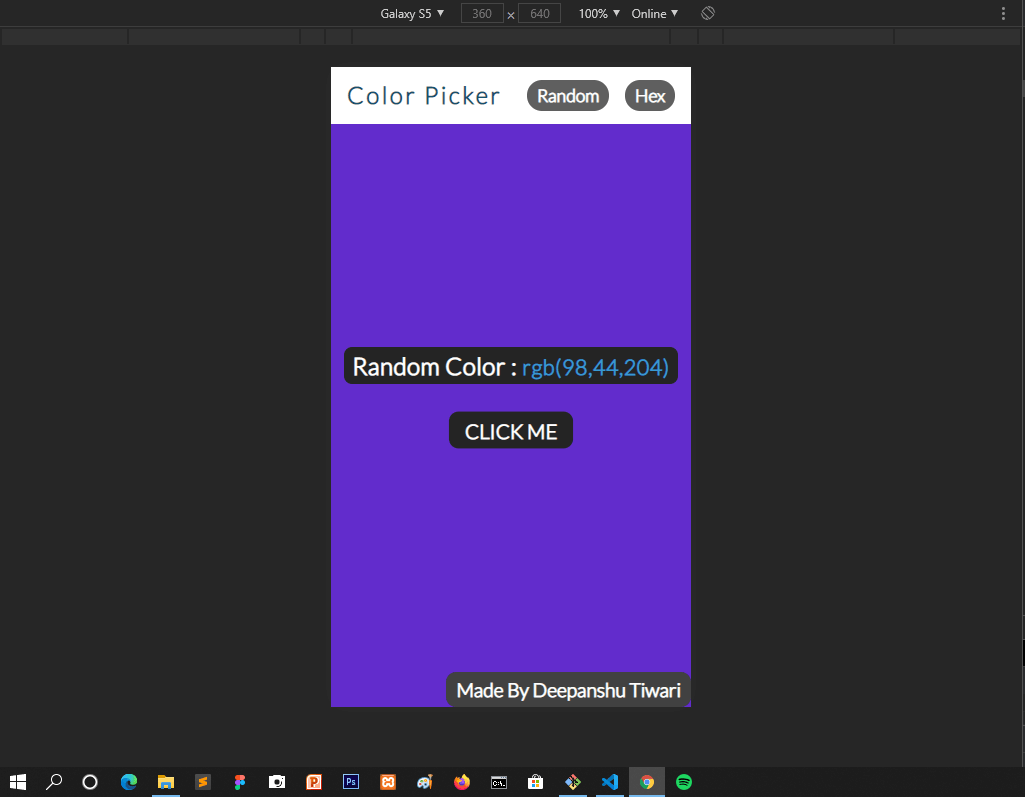 Galaxy S5 ▼ 360 × 640 100% ▼ Online ▼
Color Picker Random Hex
Random Color : rgb(98,44,204)
CLICK ME
Made By Deepanshu Tiwari